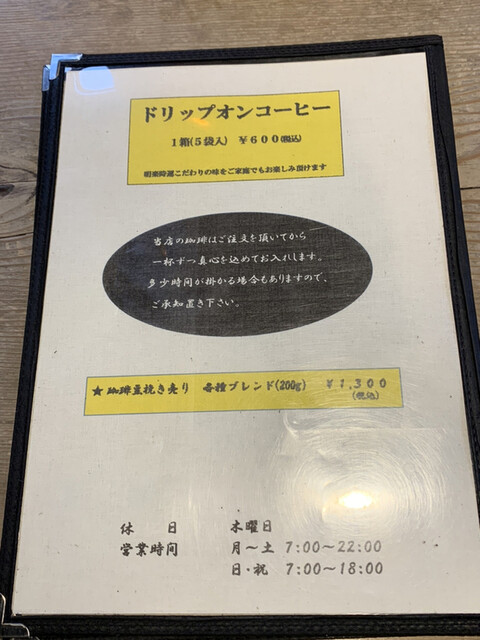 ドリップオンコーヒー
1箱(5袋入) ¥600(税込)
明楽時運こだわりの味をご家庭でもお楽しみ頂けます
当店の珈琲はご注文を頂いてから
一杯ずつ真心を込めてお入れします。
多少時間が掛かる場合もありますので、
ご承知置き下さい。
★珈琲豆挽き売り 各種ブレンド(200g) ¥1,300
(税込)
休 日 木曜日
営業時間 月〜土 7:00〜22:00
日・祝 7:00〜18:00